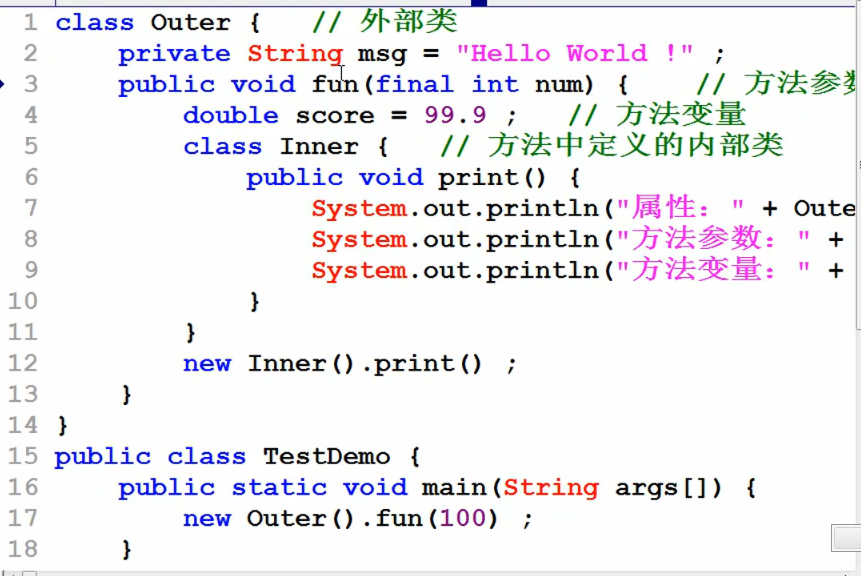 1 class Outer {   // 外部类
2     private String msg = "Hello World !" ;
3     public void fun(final int num) {    // 方法参数
4         double score = 99.9 ;   // 方法变量
5         class Inner {   // 方法中定义的内部类
6             public void print() {
7                 System.out.println("属性：" + Oute
8                 System.out.println("方法参数：" +
9                 System.out.println("方法变量：" +
10             }
11         }
12         new Inner().print() ;
13     }
14 }
15 public class TestDemo {
16     public static void main(String args[]) {
17         new Outer().fun(100) ;
18     }